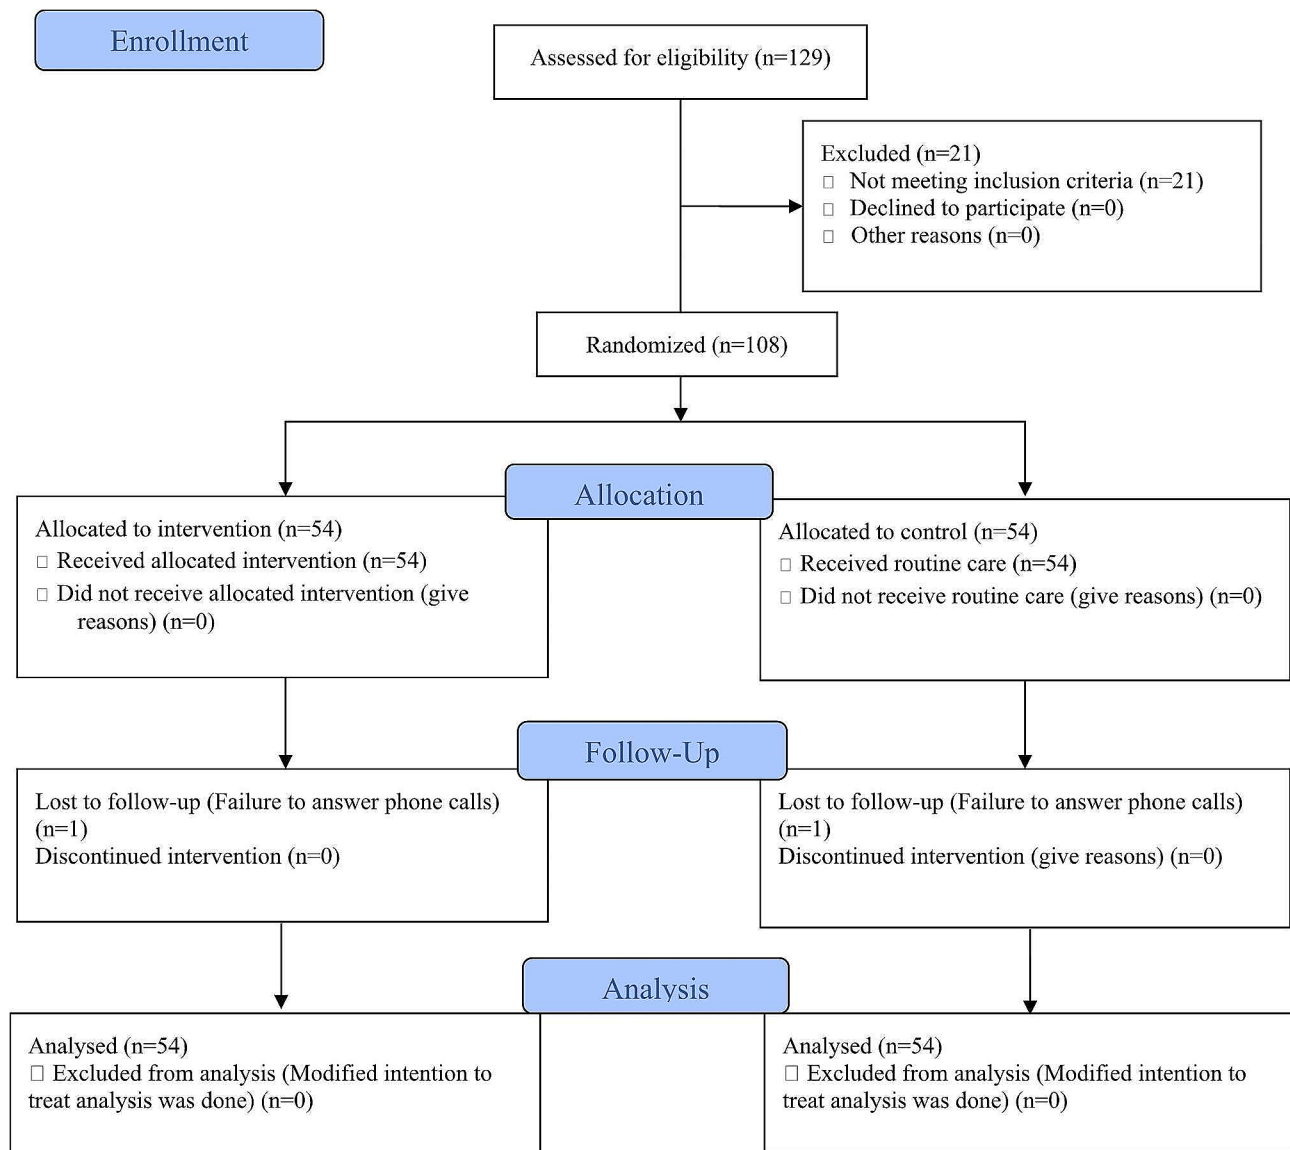 Enrollment
Assessed for eligibility (n=129)
Excluded (n=21)
Not meeting inclusion criteria (n=21)
Declined to participate (n=0)
Other reasons (n=0)
Randomized (n=108)
Allocation
Allocated to intervention (n=54)
Received allocated intervention (n=54)
Did not receive allocated intervention (give
reasons) (n=0)
Allocated to control (n=54)
Received routine care (n=54)
Did not receive routine care (give reasons) (n=0)
Follow-Up
Lost to follow-up (Failure to answer phone calls)
(n=1)
Discontinued intervention (n=0)
Lost to follow-up (Failure to answer phone calls)
(n=1)
Discontinued intervention (give reasons) (n=0)
Analysis
Analysed (n=54)
Excluded from analysis (Modified intention to
treat analysis was done) (n=0)
Analysed (n=54)
Excluded from analysis (Modified intention to
treat analysis was done) (n=0)